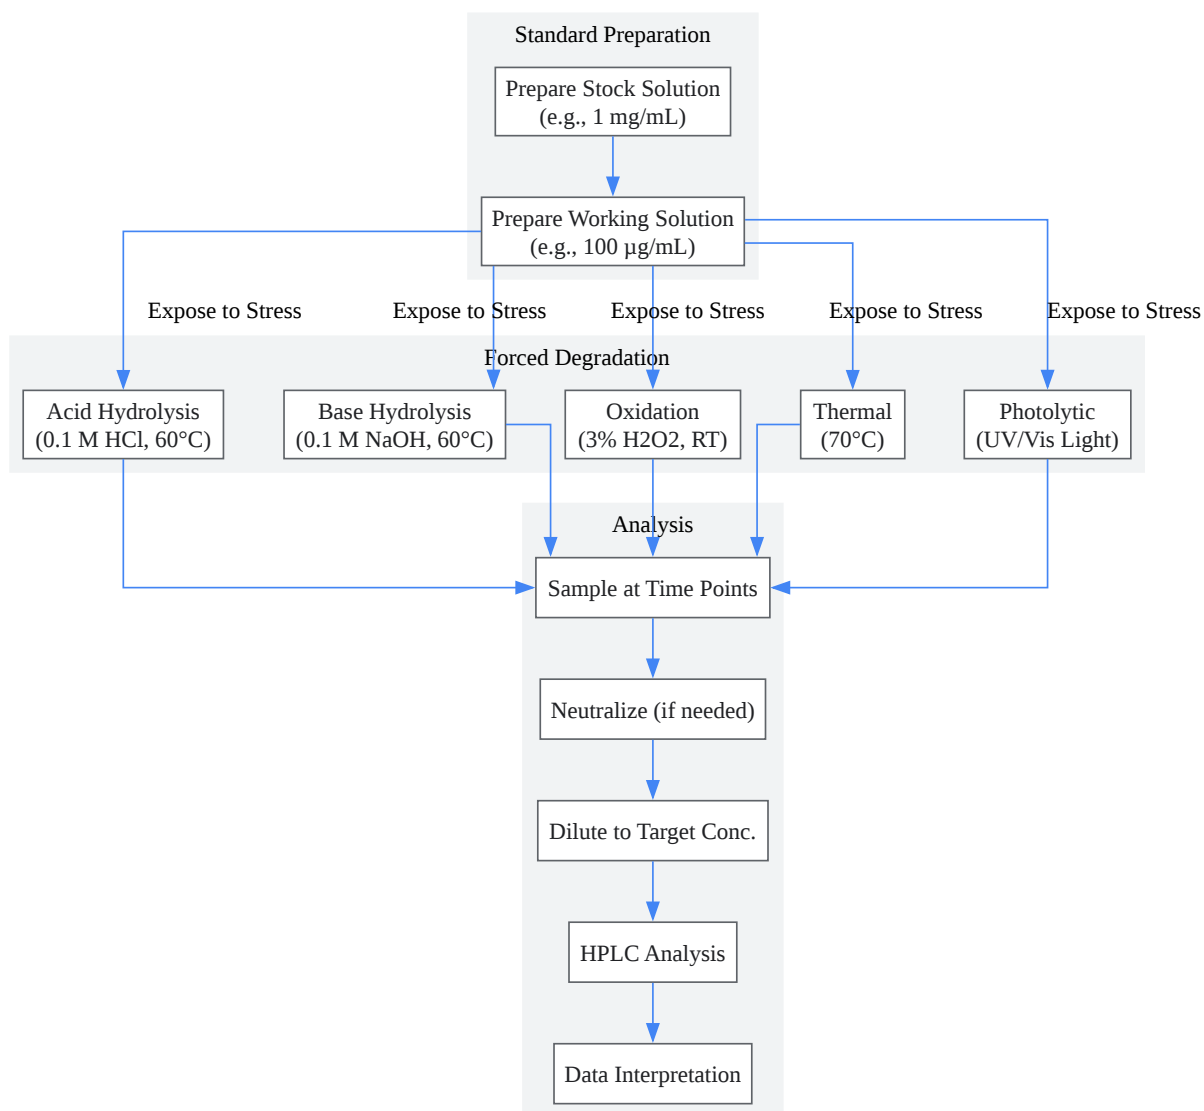 Standard Preparation
Prepare Stock Solution
(e.g., 1 mg/mL)
Prepare Working Solution
(e.g., 100 µg/mL)
Expose to Stress
Expose to Stress
Expose to Stress
Expose to Stress
Expose to Stress
Forced Degradation
Acid Hydrolysis
(0.1 M HCl, 60°C)
Base Hydrolysis
(0.1 M NaOH, 60°C)
Oxidation
(3% H2O2, RT)
Thermal
(70°C)
Photolytic
(UV/Vis Light)
Analysis
Sample at Time Points
Neutralize (if needed)
Dilute to Target Conc.
HPLC Analysis
Data Interpretation